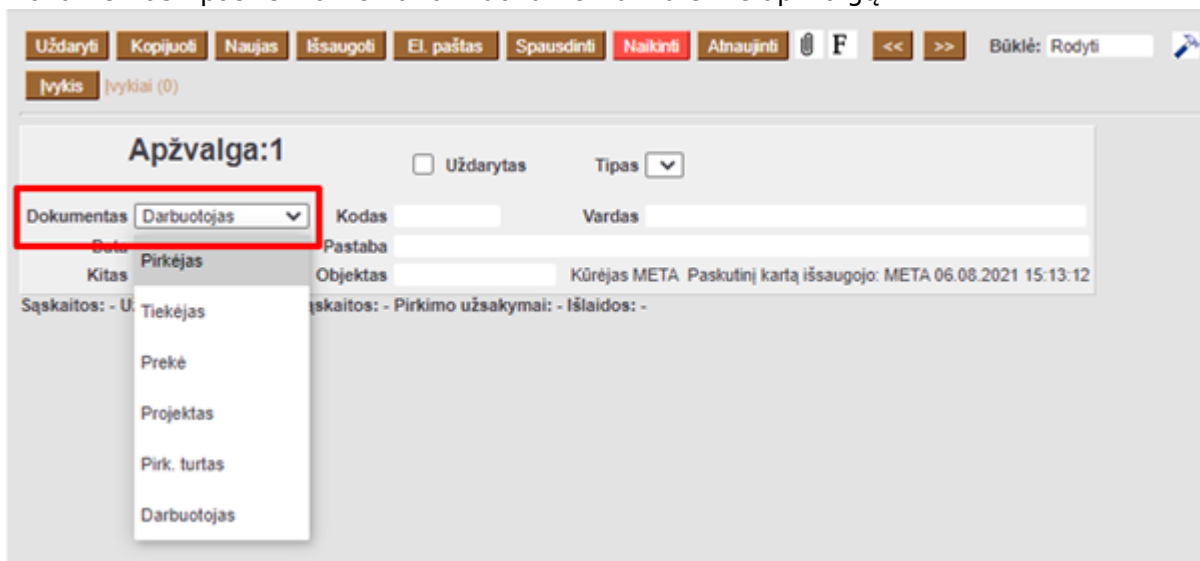 Uždaryti Kopijuoti Naujas Išsaugoti El. paštas Spausdinti Naikinti Atnaujinti F << >> Būklė: Rodyti
Įvykis Įvykiai (0)
Apžvalga:1 Uždarytas Tipas
Dokumentas Darbuotojas Kodas Vardas
Pastaba
Kitas Objektas Kūrėjas META Paskutinį kartą išsaugojo: META 06.08.2021 15:13:12
Sąskaitos: - Pirkimo užsakymai: - Išlaidos: -
Pirkėjas
Tiekėjas
Prekė
Projektas
Pirk. turtas
Darbuotojas